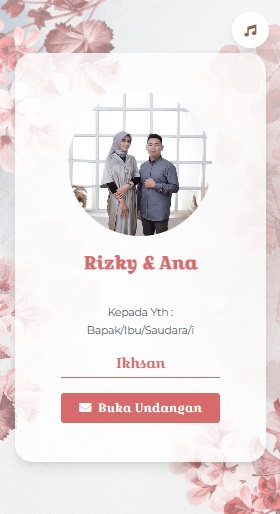 Rizky & Ana
Kepada Yth :
Bapak/Ibu/Saudara/i
Ikhsan
Buka Undangan